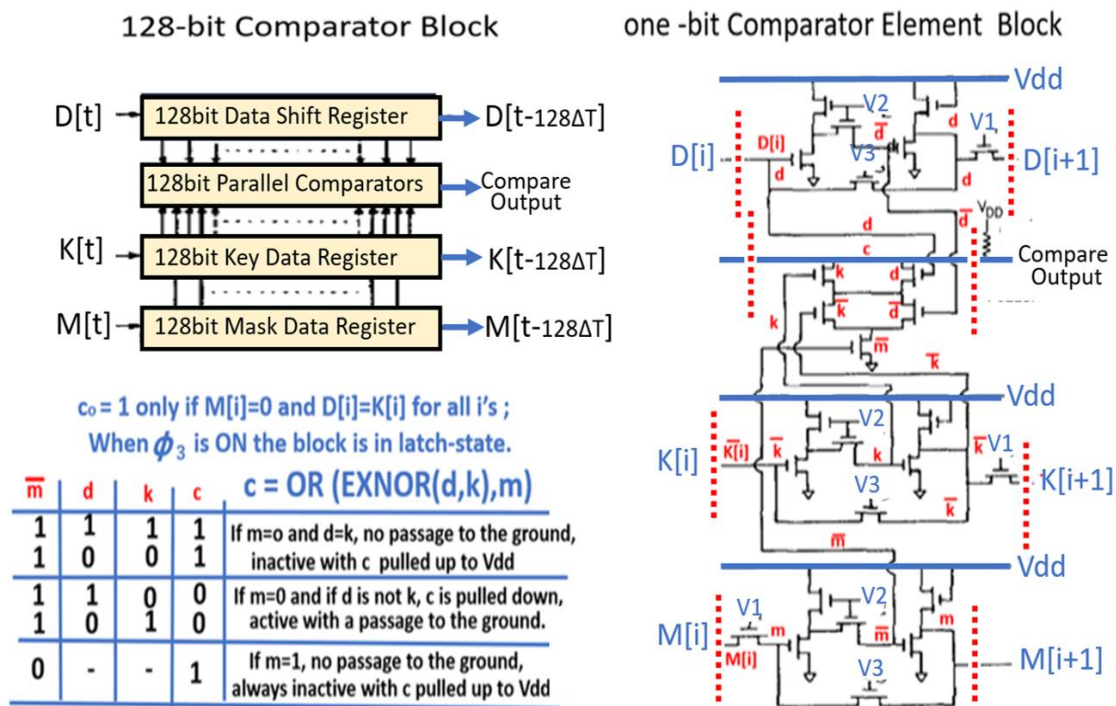 128-bit Comparator Block
D[t]
128bit Data Shift Register
D[t-128ΔT]
128bit Parallel Comparators
Compare
Output
K[t]
128bit Key Data Register
K[t-128ΔT]
M[t]
128bit Mask Data Register
M[t-128ΔT]
c₀ = 1 only if M[i]=0 and D[i]=K[i] for all i's ;
When ϕ₃ is ON the block is in latch-state.
c = OR (EXNOR(d,k),m)
m̅ d k c
1 1 1 1
1 0 0 1
If m=o and d=k, no passage to the ground,
inactive with c pulled up to Vdd
1 1 0 0
1 0 1 0
If m=0 and if d is not k, c is pulled down,
active with a passage to the ground.
0 - - 1
If m=1, no passage to the ground,
always inactive with c pulled up to Vdd
one -bit Comparator Element Block
Vdd
V2
d
V1
D[i]
D[i]
d̅
D[i+1]
d
V3
d
d
d̅
VDD
c
Compare
Output
k
d
k̅
d̅
k
m̅
k̅
Vdd
V2
K[i]
K̅[i]
k̅
k
k̅
V1
K[i+1]
V3
k̅
m̅
Vdd
V2
V1
m
M[i]
m
m̅
M[i]
V3
M[i+1]